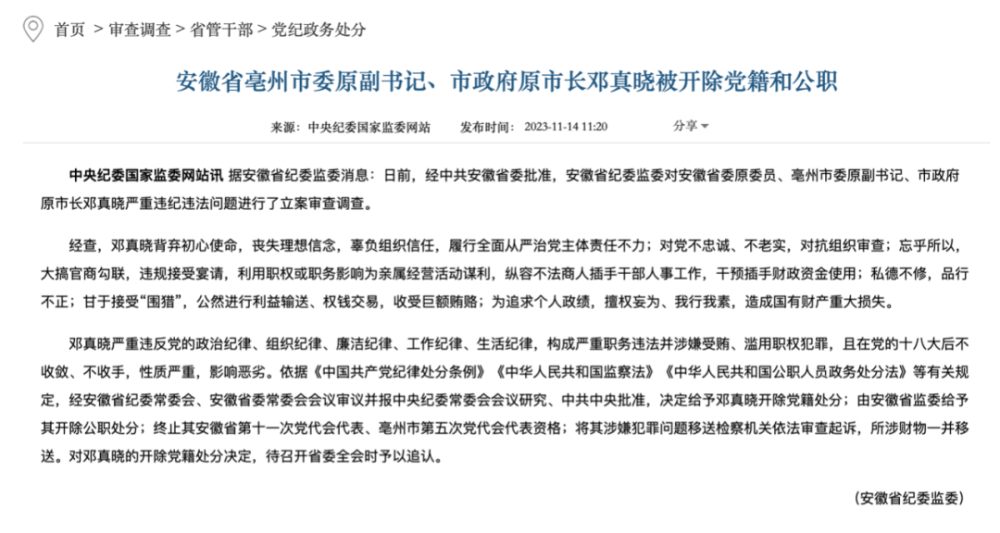 首页 > 审查调查 > 省管干部 > 党纪政务处分
安徽省亳州市委原副书记、市政府原市长邓真晓被开除党籍和公职
来源：中央纪委国家监委网站 发布时间：2023-11-14 11:20 分享
中央纪委国家监委网站讯 据安徽省纪委监委消息：日前，经中共安徽省委批准，安徽省纪委监委对安徽省委原委员、亳州市委原副书记、市政府
原市长邓真晓严重违纪违法问题进行了立案审查调查。
经查，邓真晓背弃初心使命，丧失理想信念，辜负组织信任，履行全面从严治党主体责任不力；对党不忠诚、不老实，对抗组织审查；忘乎所以，
大搞官商勾联，违规接受宴请，利用职权或职务影响为亲属经营活动谋利，纵容不法商人插手干部人事工作，干预插手财政资金使用；私德不修，品行
不正；甘于接受“围猎”，公然进行利益输送、权钱交易，收受巨额贿赂；为追求个人政绩，擅权妄为、我行我素，造成国有财产重大损失。
邓真晓严重违反党的政治纪律、组织纪律、廉洁纪律、工作纪律、生活纪律，构成严重职务违法并涉嫌受贿、滥用职权犯罪，且在党的十八大后不
收敛、不收手，性质严重，影响恶劣。依据《中国共产党纪律处分条例》《中华人民共和国监察法》《中华人民共和国公职人员政务处分法》等有关规
定，经安徽省纪委常委会、安徽省委常委会会议审议并报中央纪委常委会会议研究、中共中央批准，决定给予邓真晓开除党籍处分；由安徽省监委给予
其开除公职处分；终止其安徽省第十一次党代会代表、亳州市第五次党代会代表资格；将其涉嫌犯罪问题移送检察机关依法审查起诉，所涉财物一并移
送。对邓真晓的开除党籍处分决定，待召开省委全会时予以追认。
（安徽省纪委监委）